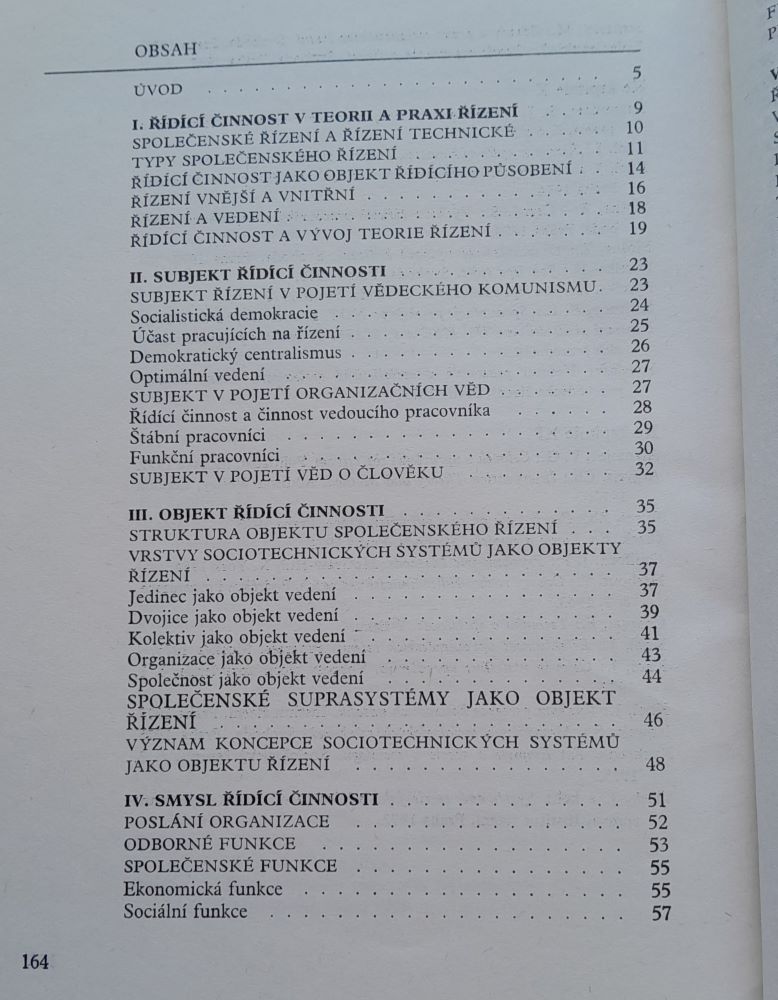 OBSAH
ÚVOD . . . . . . . . . . . . . . . . . . . . 5
I. ŘÍDÍCÍ ČINNOST V TEORII A PRAXI ŘÍZENÍ . . . . 9
SPOLEČENSKÉ ŘÍZENÍ A ŘÍZENÍ TECHNICKÉ . . . . . 10
TYPY SPOLEČENSKÉHO ŘÍZENÍ . . . . . . . . . . 11
ŘÍDÍCÍ ČINNOST JAKO OBJEKT ŘÍDÍCÍHO PŮSOBENÍ . . 14
ŘÍZENÍ VNĚJŠÍ A VNITŘNÍ . . . . . . . . . . . . 16
ŘÍZENÍ A VEDENÍ . . . . . . . . . . . . . . . 18
ŘÍDÍCÍ ČINNOST A VÝVOJ TEORIE ŘÍZENÍ . . . . . . 19
II. SUBJEKT ŘÍDÍCÍ ČINNOSTI . . . . . . . . . . 23
SUBJEKT ŘÍZENÍ V POJETÍ VĚDECKÉHO KOMUNISMU . 23
Socialistická demokracie . . . . . . . . . . . . 24
Účast pracujících na řízení . . . . . . . . . . . . 25
Demokratický centralismus . . . . . . . . . . . . 26
Optimální vedení . . . . . . . . . . . . . . . 27
SUBJEKT V POJETÍ ORGANIZAČNÍCH VĚD . . . . . . 27
Řídící činnost a činnost vedoucího pracovníka . . . . . 28
Štábní pracovníci . . . . . . . . . . . . . . . 29
Funkční pracovníci . . . . . . . . . . . . . . . 30
SUBJEKT V POJETÍ VĚD O ČLOVĚKU . . . . . . . . 32
III. OBJEKT ŘÍDÍCÍ ČINNOSTI . . . . . . . . . . 35
STRUKTURA OBJEKTU SPOLEČENSKÉHO ŘÍZENÍ . . . 35
VRSTVY SOCIOTECHNICKÝCH SYSTÉMŮ JAKO OBJEKTY
ŘÍZENÍ . . . . . . . . . . . . . . . . . . 37
Jedinec jako objekt vedení . . . . . . . . . . . . 37
Dvojice jako objekt vedení . . . . . . . . . . . . 39
Kolektiv jako objekt vedení . . . . . . . . . . . . 41
Organizace jako objekt vedení . . . . . . . . . . . 43
Společnost jako objekt vedení . . . . . . . . . . . 44
SPOLEČENSKÉ SUPRASYSTÉMY JAKO OBJEKT
ŘÍZENÍ . . . . . . . . . . . . . . . . . . 46
VÝZNAM KONCEPCE SOCIOTECHNICKÝCH SYSTÉMŮ
JAKO OBJEKTU ŘÍZENÍ . . . . . . . . . . . . 48
IV. SMYSL ŘÍDÍCÍ ČINNOSTI . . . . . . . . . . . 51
POSLÁNÍ ORGANIZACE . . . . . . . . . . . . 52
ODBORNÉ FUNKCE . . . . . . . . . . . . . . 53
SPOLEČENSKÉ FUNKCE . . . . . . . . . . . . 55
Ekonomická funkce . . . . . . . . . . . . . . . 55
Sociální funkce . . . . . . . . . . . . . . . . 57
164